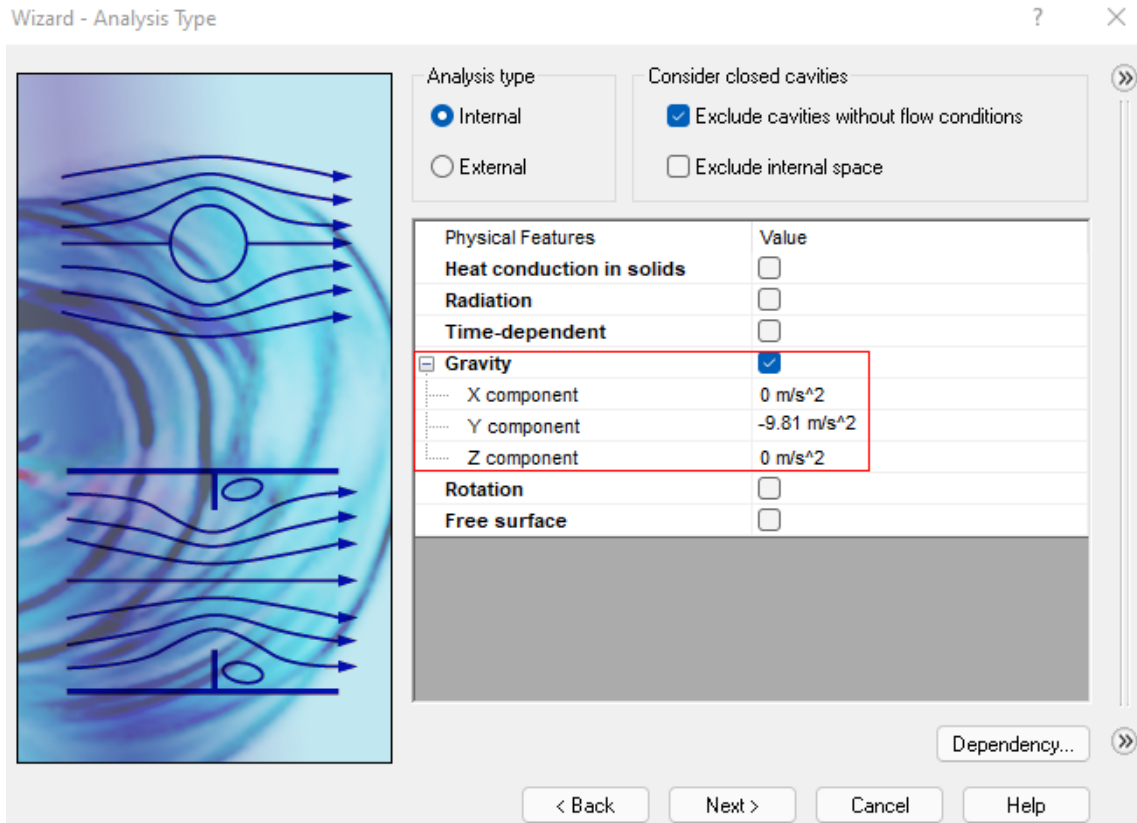 Wizard - Analysis Type
?
Analysis type
Consider closed cavities
Internal
Exclude cavities without flow conditions
External
Exclude internal space
Physical Features Value
Heat conduction in solids
Radiation
Time-dependent
Gravity
X component 0 m/s^2
Y component -9.81 m/s^2
Z component 0 m/s^2
Rotation
Free surface
Dependency...
< Back Next > Cancel Help